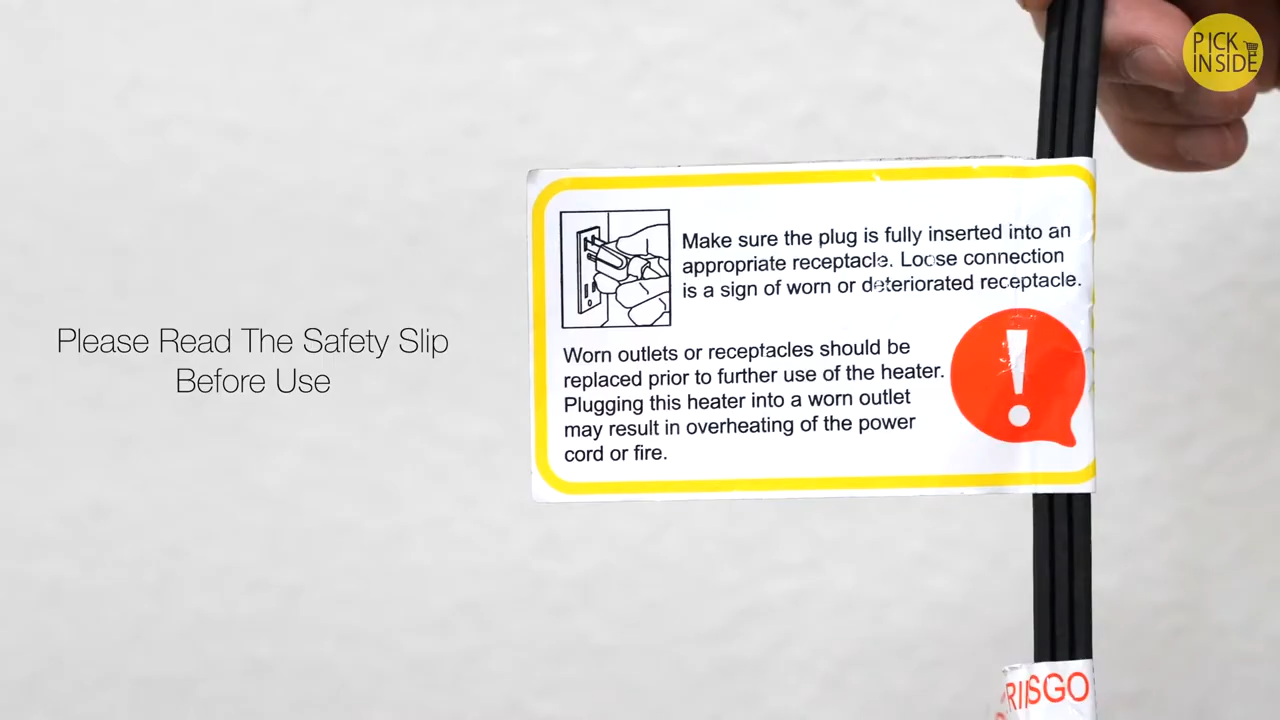 PICK
INSIDE
Make sure the plug is fully inserted into an
appropriate receptacle. Loose connection
is a sign of worn or deteriorated receptacle.
Worn outlets or receptacles should be
replaced prior to further use of the heater.
Plugging this heater into a worn outlet
may result in overheating of the power
cord or fire.
Please Read The Safety Slip
Before Use
RIESGO